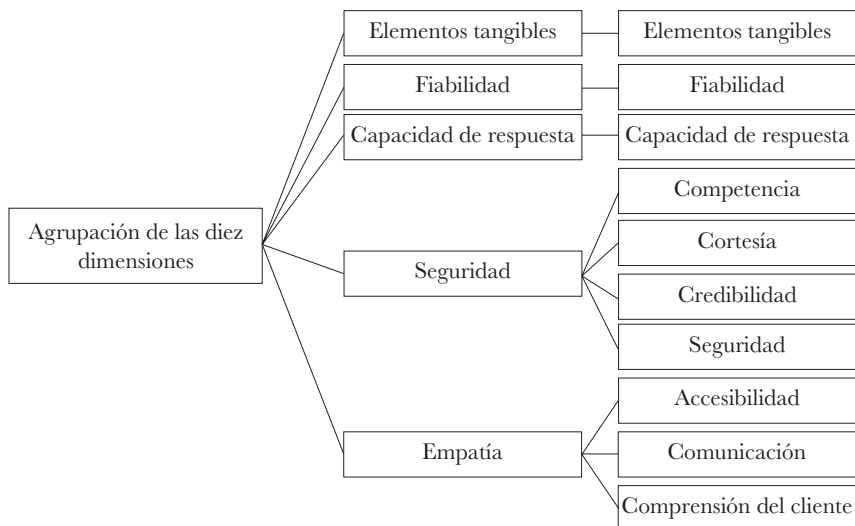 Agrupación de las diez
dimensiones
Elementos tangibles
Elementos tangibles
Fiabilidad
Fiabilidad
Capacidad de respuesta
Capacidad de respuesta
Seguridad
Competencia
Cortesía
Credibilidad
Seguridad
Empatía
Accesibilidad
Comunicación
Comprensión del cliente